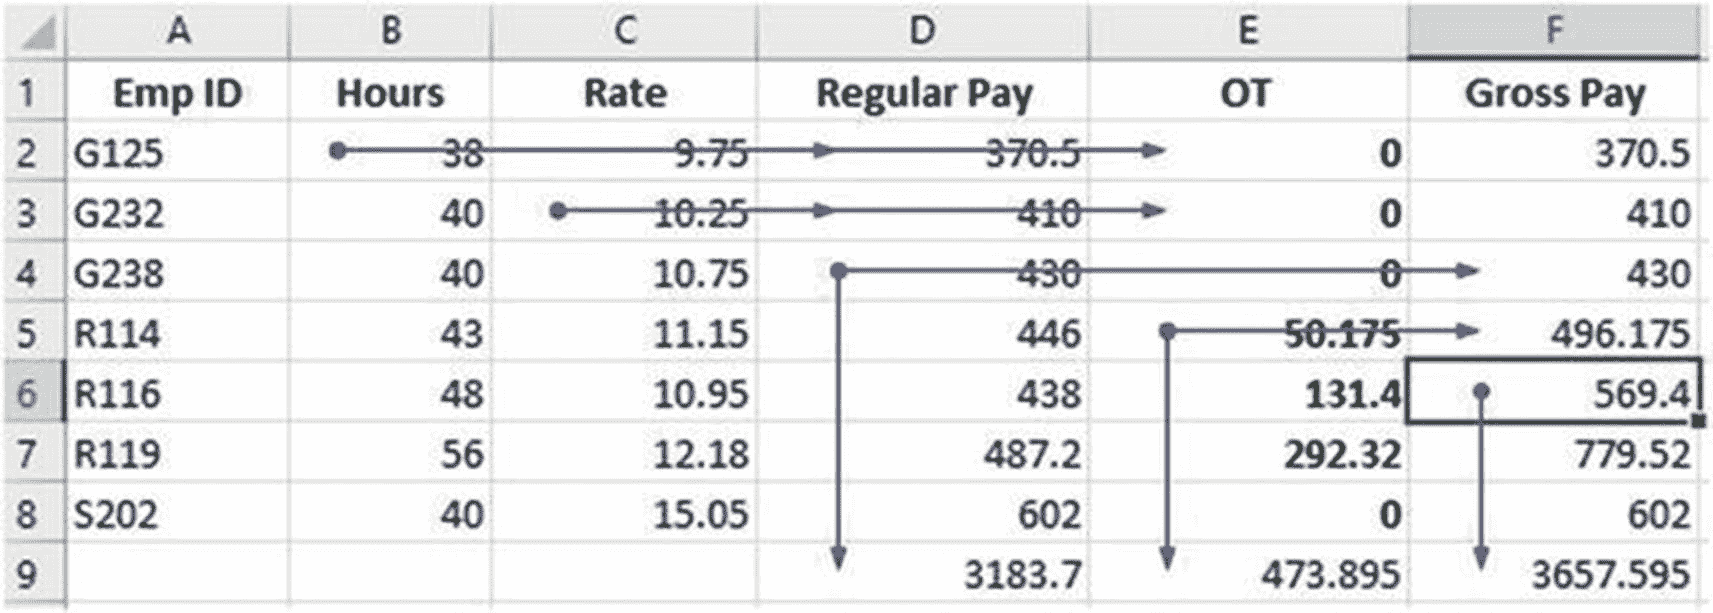 A B C D E F
1 Emp ID Hours Rate Regular Pay OT Gross Pay
2 G125 38 9.75 370.5 0 370.5
3 G232 40 10.25 410 0 410
4 G238 40 10.75 430 0 430
5 R114 43 11.15 446 50.175 496.175
6 R116 48 10.95 438 131.4 569.4
7 R119 56 12.18 487.2 292.32 779.52
8 S202 40 15.05 602 0 602
9 3183.7 473.895 3657.595